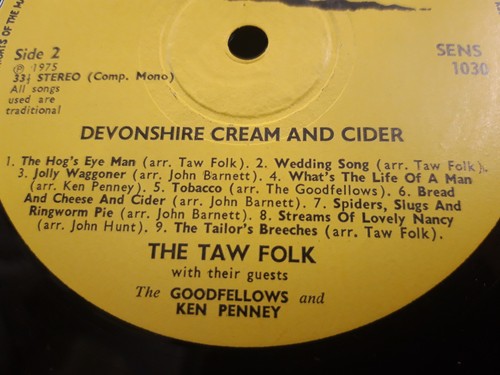 RTS OF THE MA
Side 2
SENS
1030
℗ 1975
33⅓ STEREO (Comp. Mono)
All songs
used are
traditional
DEVONSHIRE CREAM AND CIDER
1. The Hog's Eye Man (arr. Taw Folk). 2. Wedding Song (arr. Taw Folk).
3. Jolly Waggoner (arr. John Barnett). 4. What's The Life Of A Man
(arr. Ken Penney). 5. Tobacco (arr. The Goodfellows). 6. Bread
And Cheese And Cider (arr. John Barnett). 7. Spiders, Slugs And
Ringworm Pie (arr. John Barnett). 8. Streams Of Lovely Nancy
(arr. John Hunt). 9. The Tailor's Breeches (arr. Taw Folk).
THE TAW FOLK
with their guests
The GOODFELLOWS and
KEN PENNEY